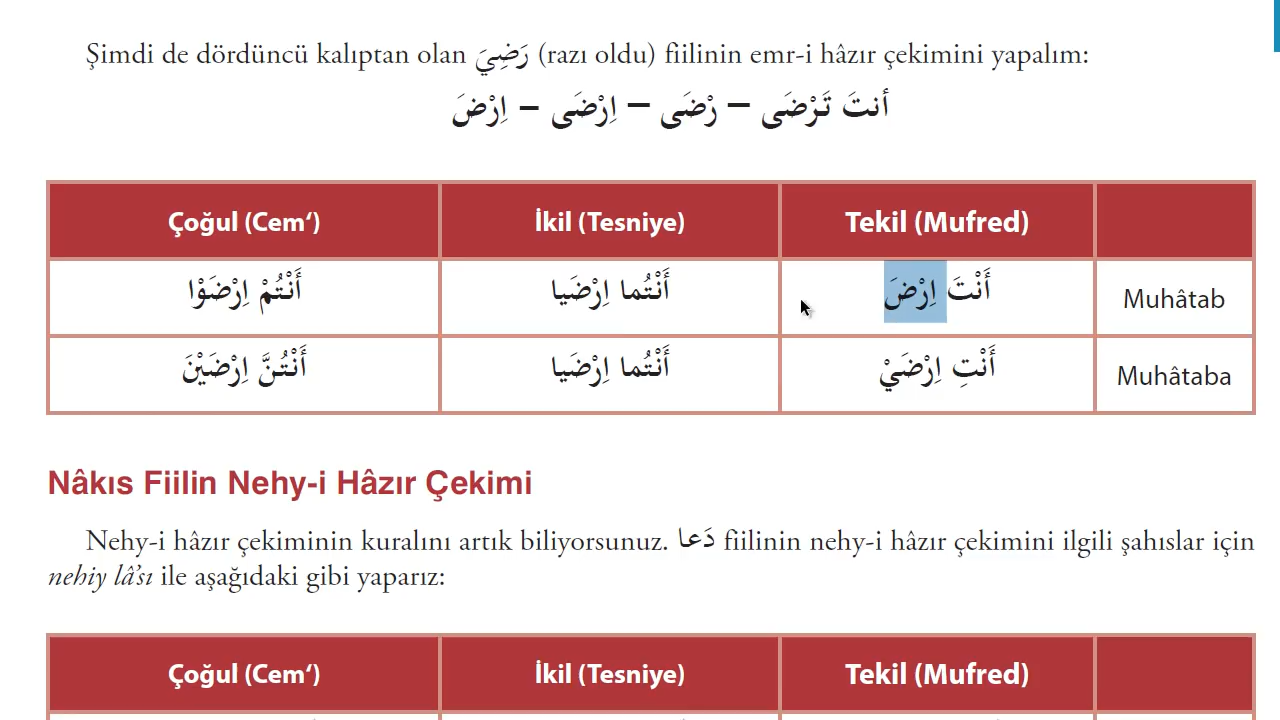 Şimdi de dördüncü kalıptan olan رَضِيَ (razı oldu) fiilinin emr-i hâzır çekimini yapalım:
أنتَ تَرْضَى – رْضَى – اِرْضَى – اِرْضَ
Çoğul (Cem‘) İkil (Tesniye) Tekil (Mufred)
أَنْتُمْ اِرْضَوْا أَنْتُما اِرْضَيا أَنْتَ اِرْضَ Muhâtab
أَنْتُنَّ اِرْضَيْنَ أَنْتُما اِرْضَيا أَنْتِ اِرْضَيْ Muhâtaba
Nâkıs Fiilin Nehy-i Hâzır Çekimi
Nehy-i hâzır çekiminin kuralını artık biliyorsunuz. دَعا fiilinin nehy-i hâzır çekimini ilgili şahıslar için
nehiy lâ’sı ile aşağıdaki gibi yaparız:
Çoğul (Cem‘) İkil (Tesniye) Tekil (Mufred)